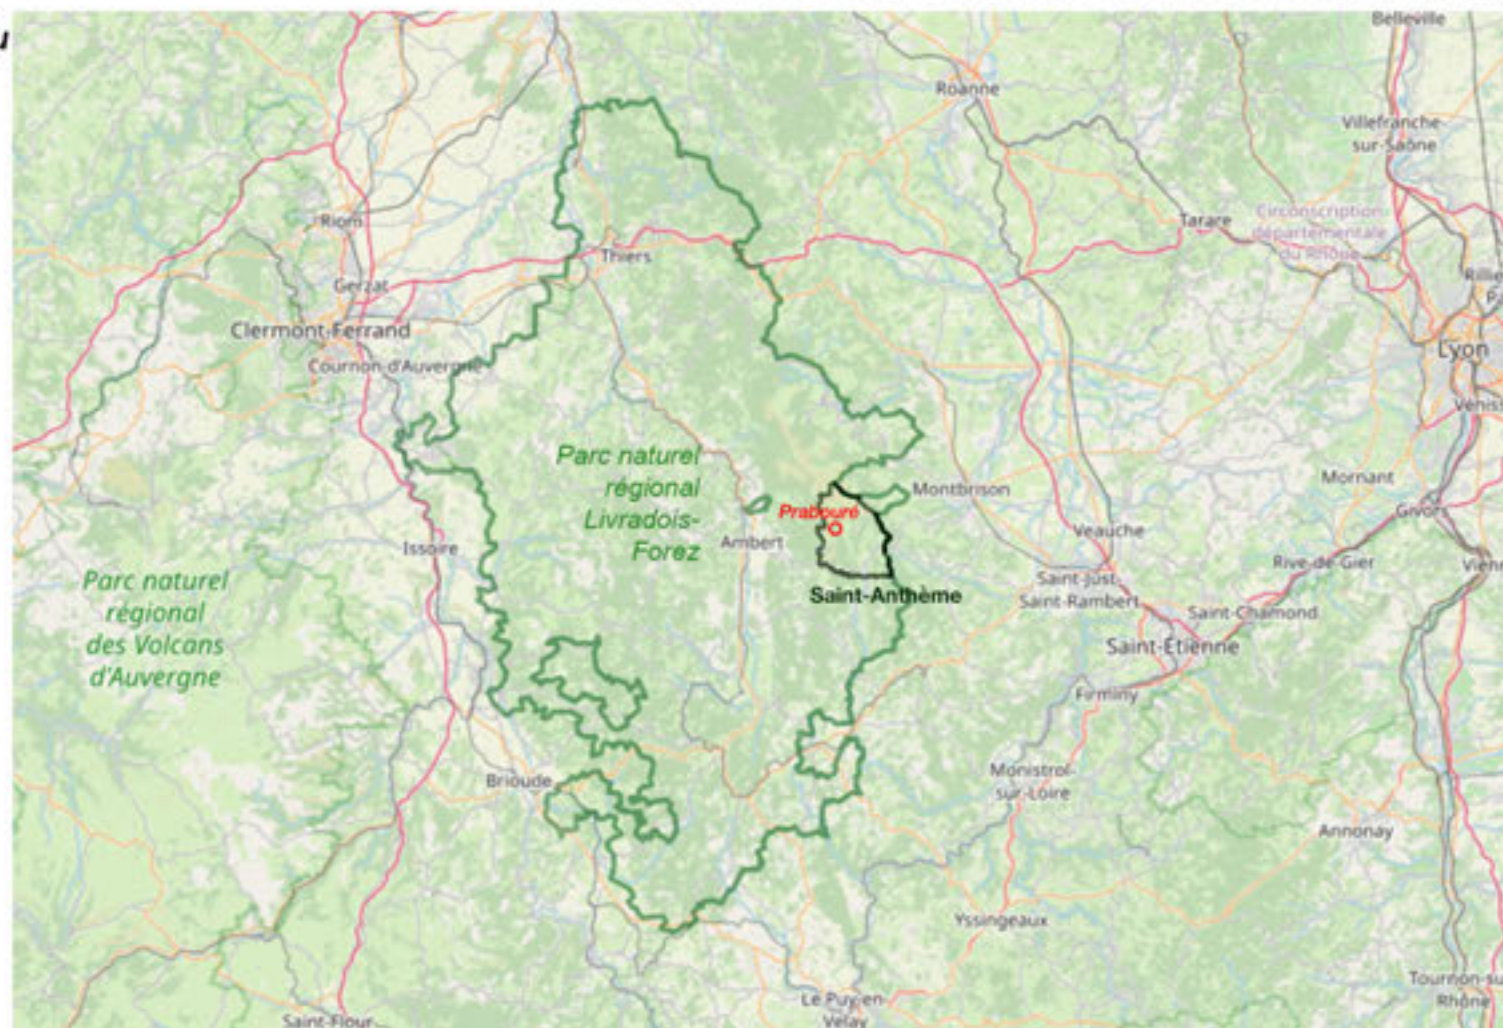 u
Belleville
Roanne
Villefranche-
sur-Saône
Riom
Tarare
Circonscription
départementale
du Rhône
Thiers
Gerzat
Clermont-Ferrand
Lyon
Cournon-d'Auvergne
Parc naturel
régional
Livradois-
Forez
Montbrison
Mornant
Prabouré
Givors
Veauche
Ambert
Issoire
Rive-de-Gier
Parc naturel
régional
des Volcans
d'Auvergne
Saint-Just-
Saint-Rambert
Saint-Anthème
Saint-Chamond
Saint-Étienne
Firminy
Monistrol-
sur-Loire
Brioude
Annonay
Yssingeaux
Tournon-su
Rhône
Le Puy-en-
Velay
Saint-Flour